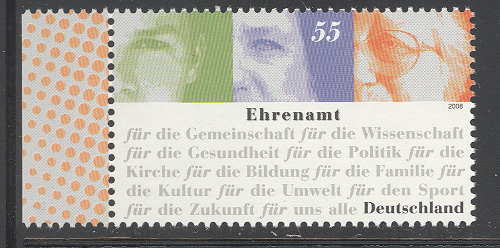 55
Ehrenamt
2008
für die Gemeinschaft für die Wissenschaft
für die Gesundheit für die Politik für die
Kirche für die Bildung für die Familie für
die Kultur für die Umwelt für den Sport
für die Zukunft für uns alle Deutschland